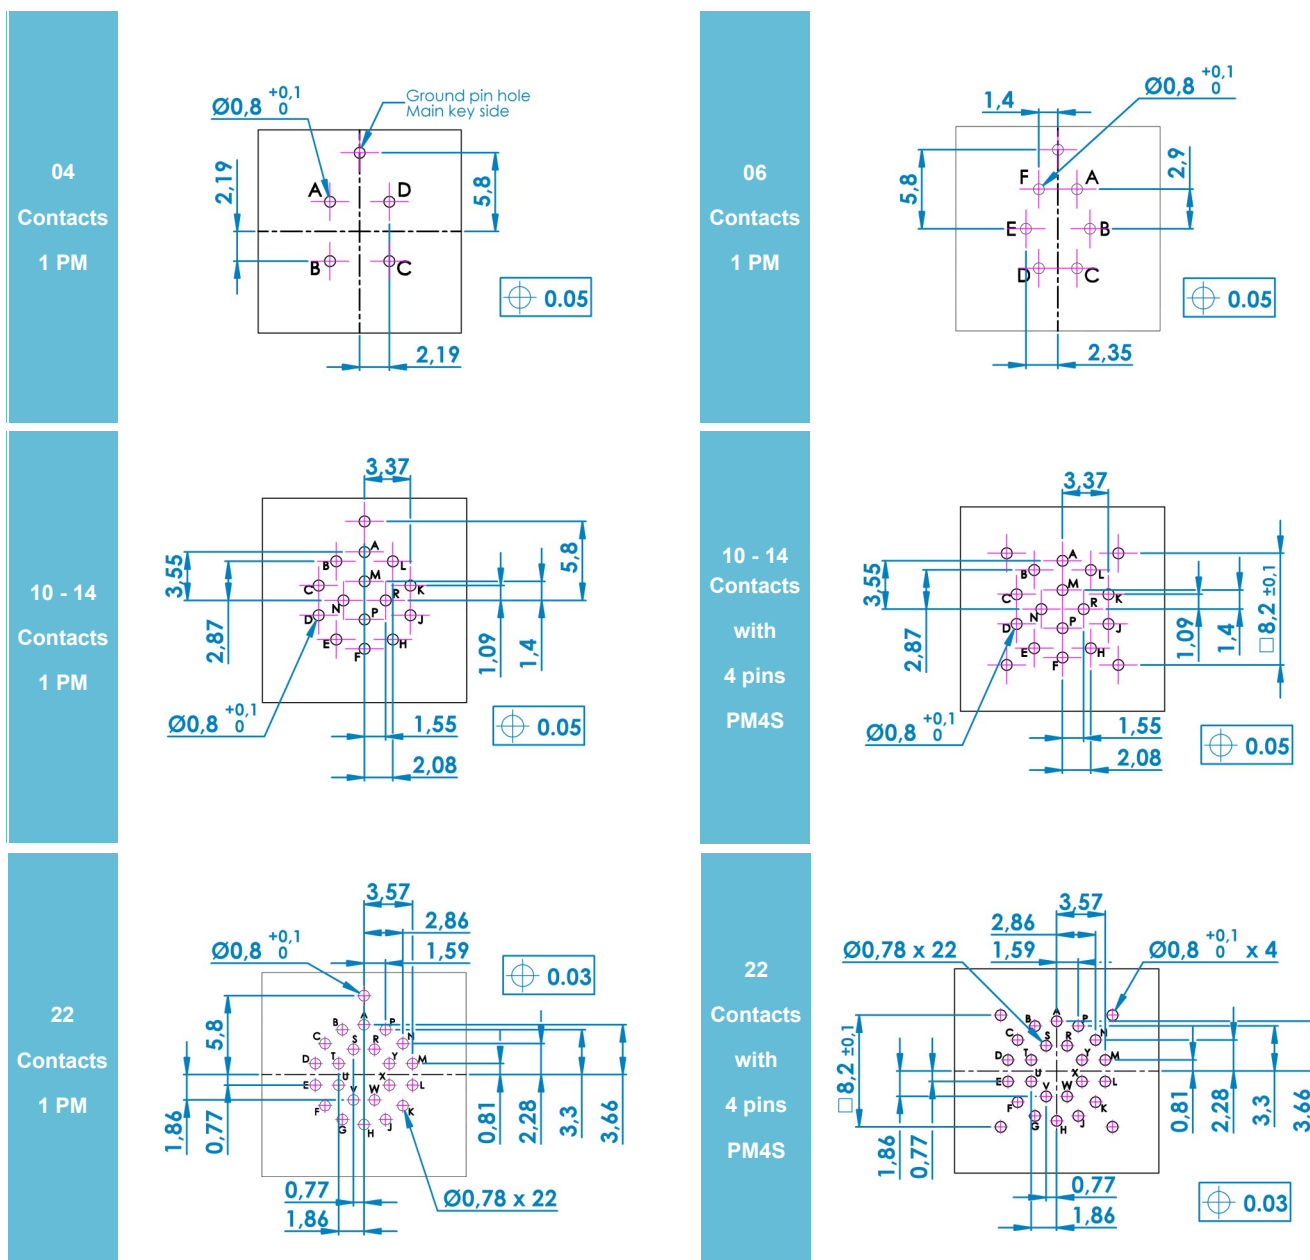 04
Contacts
1 PM
Ø0,8 +0,1 0
Ground pin hole
Main key side
2,19
5,8
A
D
B
C
0.05
2,19
06
Contacts
1 PM
1,4
Ø0,8 +0,1 0
5,8
2,9
F
A
E
B
D
C
0.05
2,35
10 - 14
Contacts
1 PM
3,37
5,8
3,55
2,87
A
B
L
M
C
K
N
R
D
P
J
E
H
F
1,09
1,4
Ø0,8 +0,1 0
1,55
2,08
0.05
10 - 14
Contacts
with
4 pins
PM4S
3,37
3,55
2,87
A
B
L
M
C
K
N
R
D
P
J
E
H
F
1,09
1,4
□8,2 ±0,1
Ø0,8 +0,1 0
1,55
2,08
0.05
22
Contacts
1 PM
3,57
2,86
1,59
Ø0,8 +0,1 0
0.03
5,8
1,86
0,77
A
B
P
C
S
R
N
D
T
Y
M
E
U
X
L
F
V
W
K
G
H
J
0,81
2,28
3,3
3,66
0,77
1,86
Ø0,78 x 22
22
Contacts
with
4 pins
PM4S
3,57
2,86
1,59
Ø0,78 x 22
Ø0,8 +0,1 0 x 4
□8,2 ±0,1
1,86
0,77
A
B
P
C
S
R
N
D
T
Y
M
E
U
X
L
F
V
W
K
G
H
J
0,81
2,28
3,3
3,66
0,77
1,86
0.03